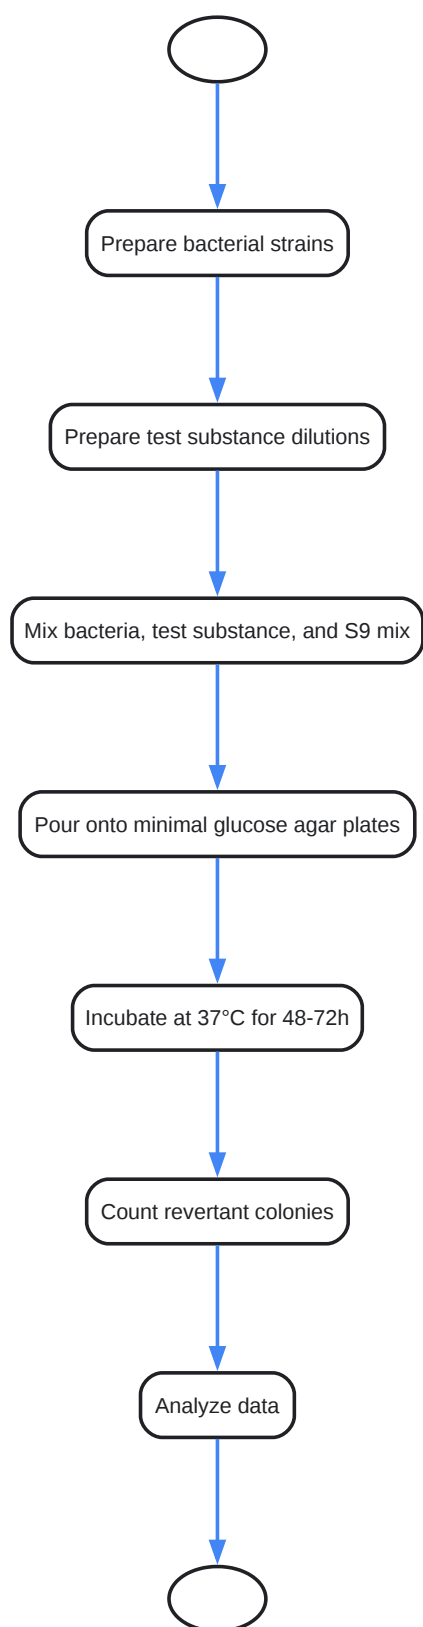 Prepare bacterial strains
Prepare test substance dilutions
Mix bacteria, test substance, and S9 mix
Pour onto minimal glucose agar plates
Incubate at 37°C for 48-72h
Count revertant colonies
Analyze data